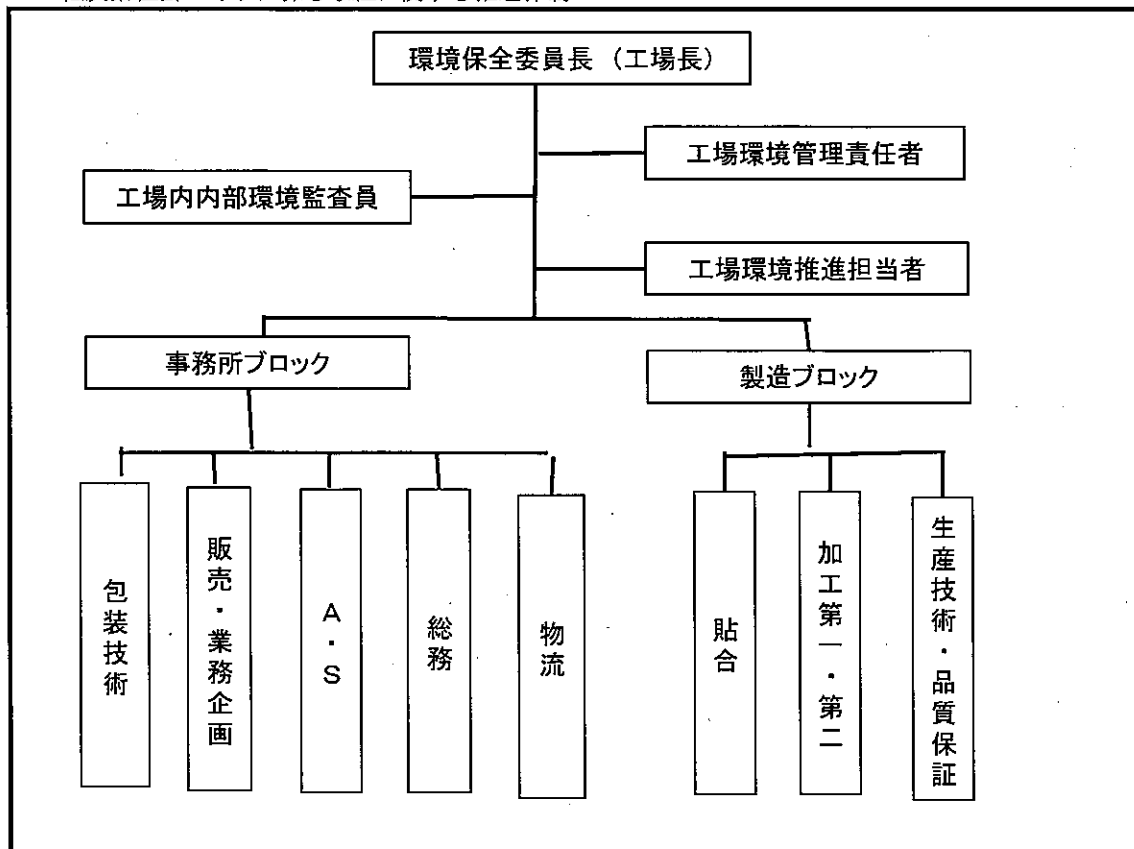 環境保全委員長（工場長）
工場環境管理責任者
工場内内部環境監査員
工場環境推進担当者
事務所ブロック
製造ブロック
包装技術
販売・業務企画
A・S
総務
物流
貼合
加工第一・第二
生産技術・品質保証